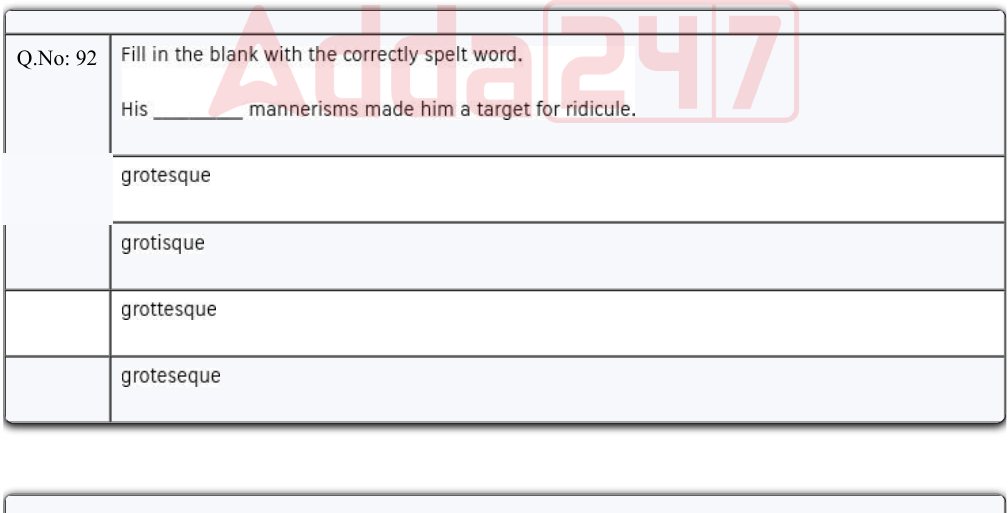 Adda247
Q.No: 92
Fill in the blank with the correctly spelt word.
His _________ mannerisms made him a target for ridicule.
grotesque
grotisque
grottesque
groteseque